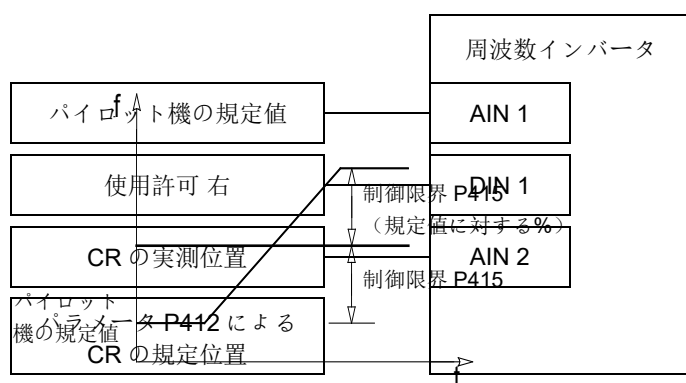 周波数インバータ
f
パイロット機の規定値
AIN 1
使用許可 右
DIN 1
制御限界 P415
（規定値に対する%）
CR の実測位置
AIN 2
制御限界 P415
パイロット
機の規定値
パラメータ P412 による
CR の規定位置
f